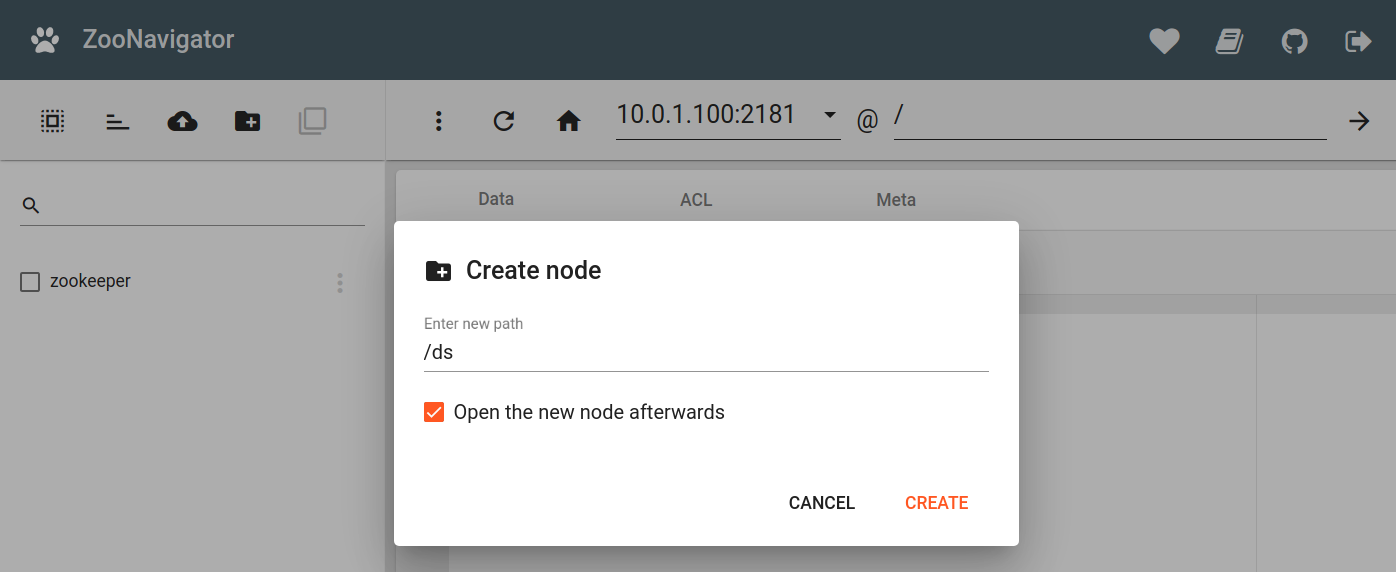 ZooNavigator
10.0.1.100:2181 @ /
Data ACL Meta
zookeeper
Create node
Enter new path
/ds
Open the new node afterwards
CANCEL CREATE